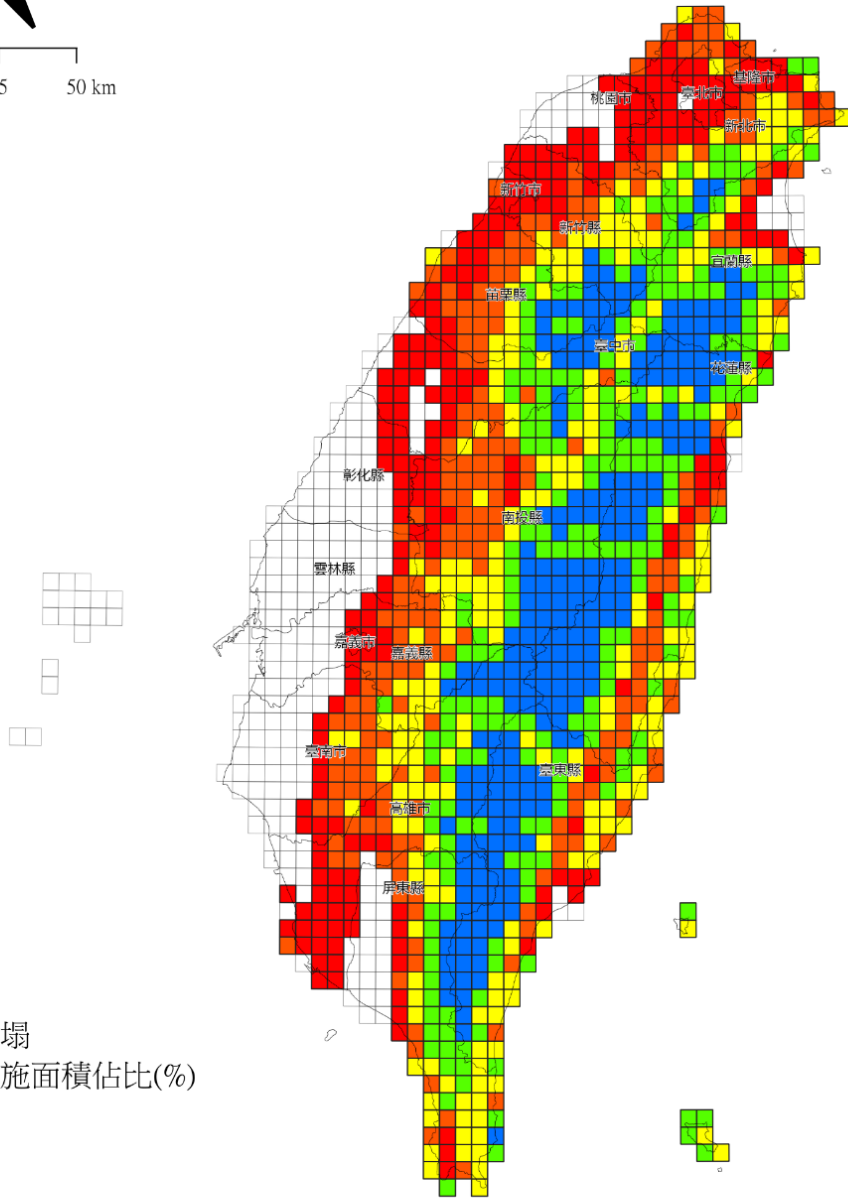 5
50 km
基隆市
臺北市
桃園市
新北市
新竹市
新竹縣
宜蘭縣
苗栗縣
臺中市
花蓮縣
彰化縣
南投縣
雲林縣
嘉義市
嘉義縣
臺南市
臺東縣
高雄市
屏東縣
塌
施面積佔比(%)